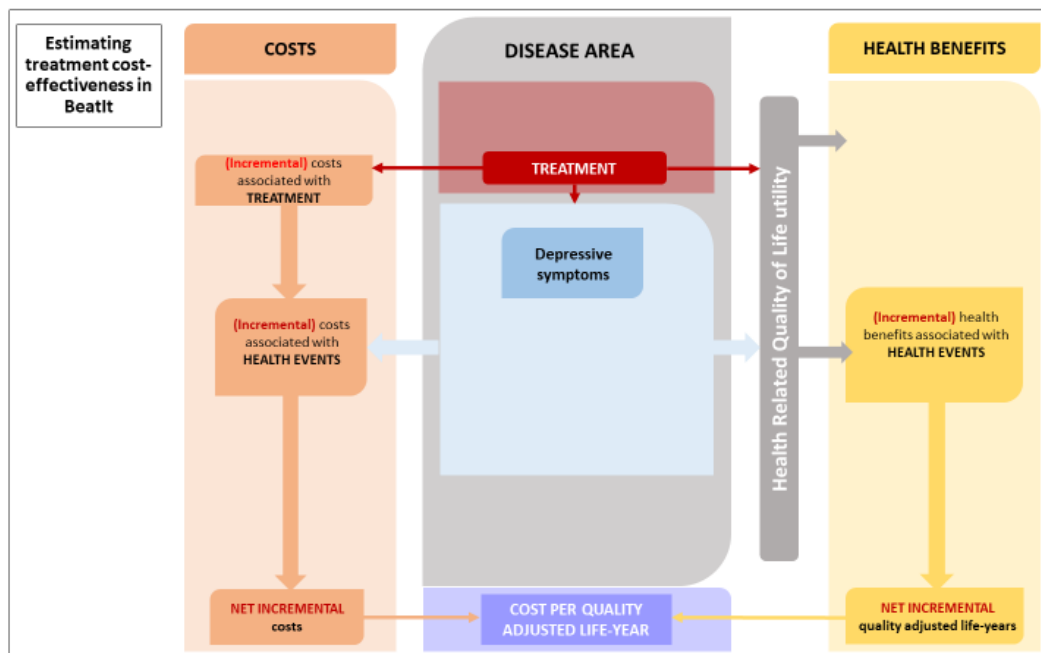 Estimating
treatment cost-
effectiveness in
BeatIt
COSTS
DISEASE AREA
HEALTH BENEFITS
(Incremental) costs
associated with
TREATMENT
TREATMENT
Depressive
symptoms
Health Related Quality of Life utility
(Incremental) costs
associated with
HEALTH EVENTS
(Incremental) health
benefits associated with
HEALTH EVENTS
NET INCREMENTAL
costs
COST PER QUALITY
ADJUSTED LIFE-YEAR
NET INCREMENTAL
quality adjusted life-years